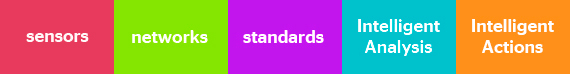 sensors
networks
standards
Intelligent
Analysis
Intelligent
Actions